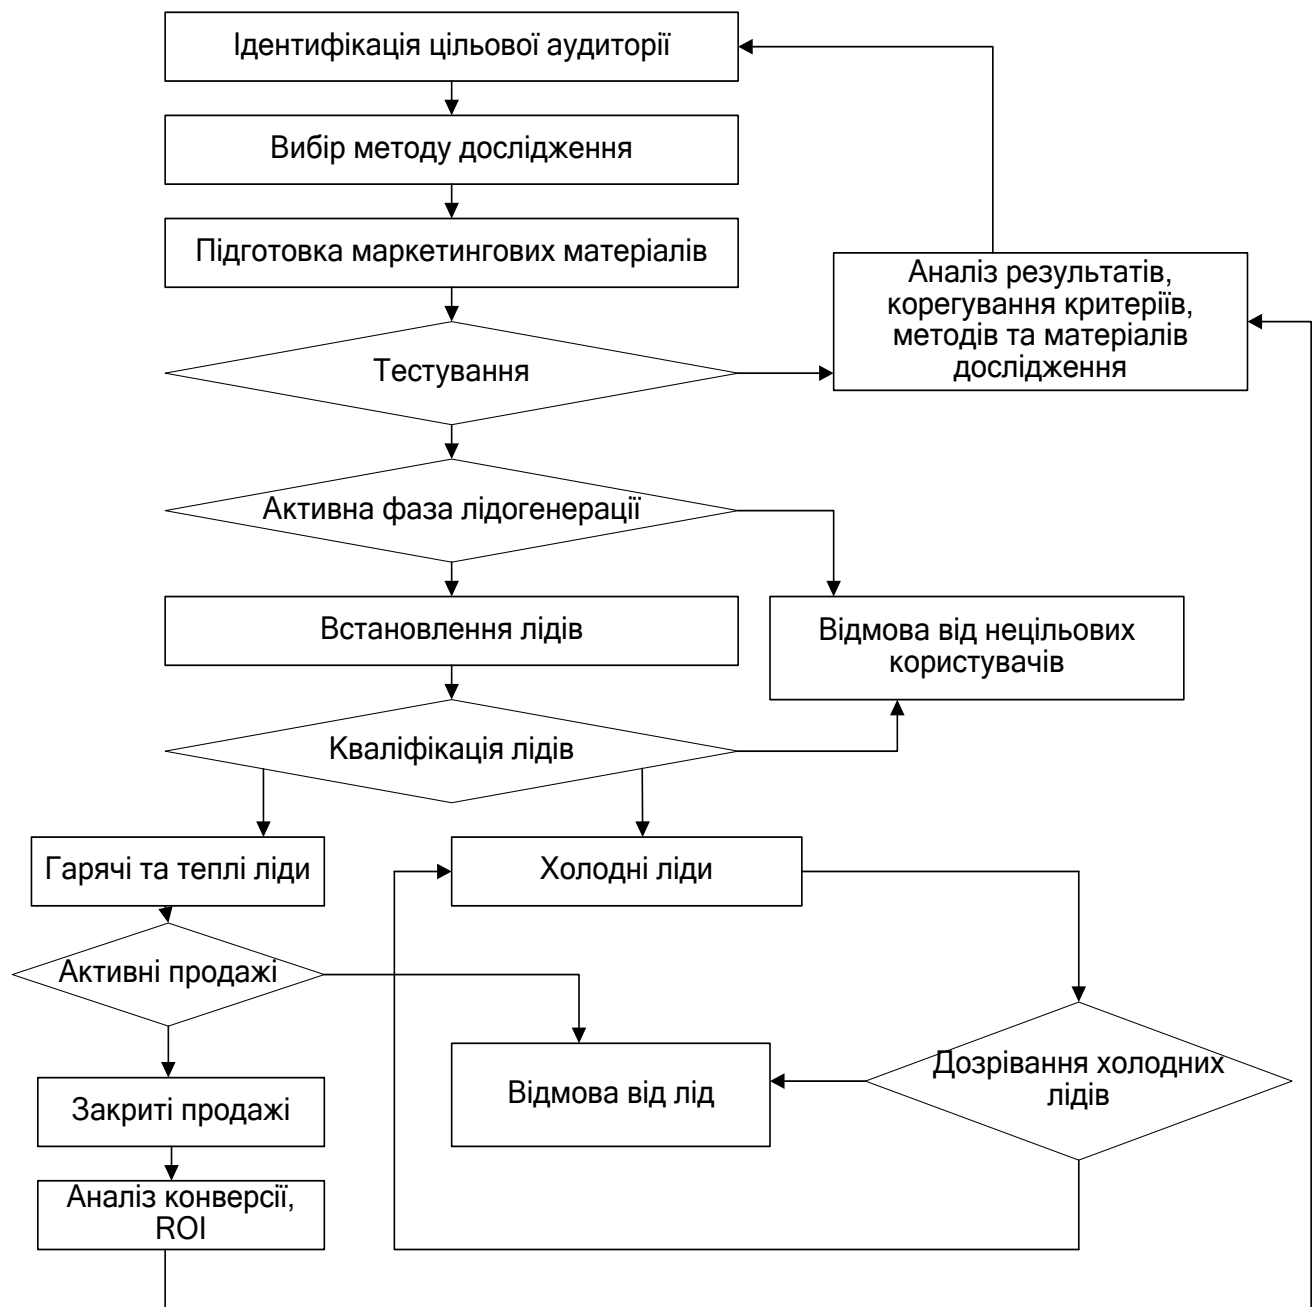 Ідентифікація цільової аудиторії
Вибір методу дослідження
Підготовка маркетингових матеріалів
Аналіз результатів,
корегування критеріїв,
методів та матеріалів
дослідження
Тестування
Активна фаза лідогенерації
Встановлення лідів
Відмова від нецільових
користувачів
Кваліфікація лідів
Гарячі та теплі ліди
Холодні ліди
Активні продажі
Відмова від лід
Дозрівання холодних
лідів
Закриті продажі
Аналіз конверсії,
ROI